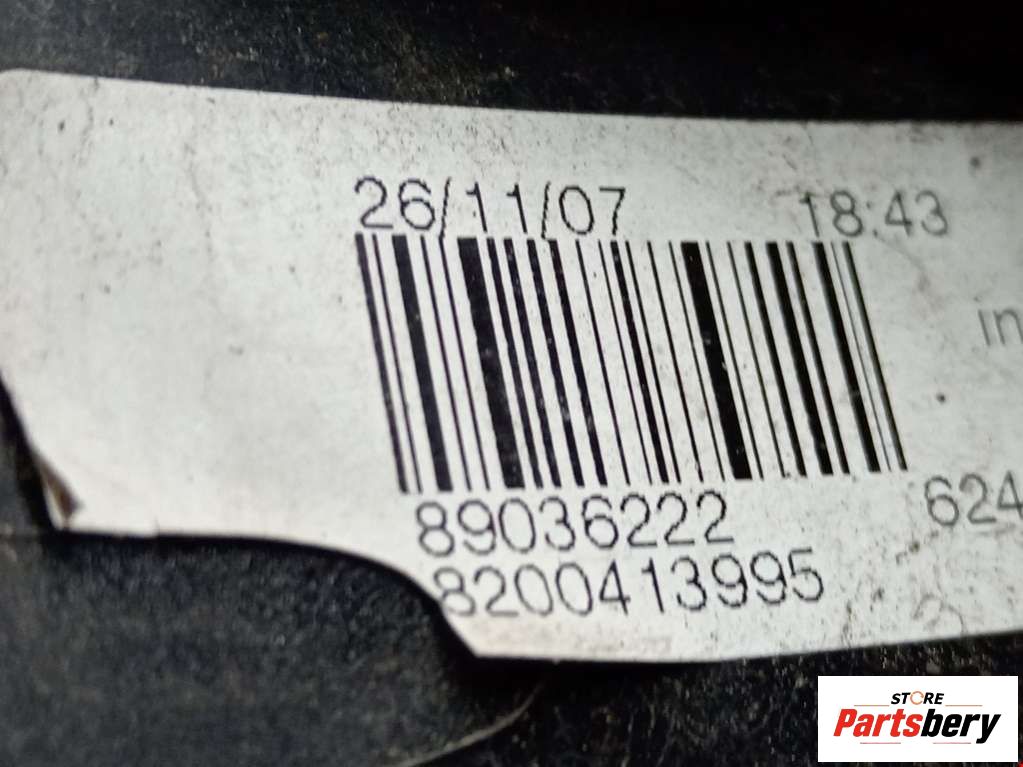 26/11/07 18:43
in
89036222 624
8200413995
STORE
Partsbery